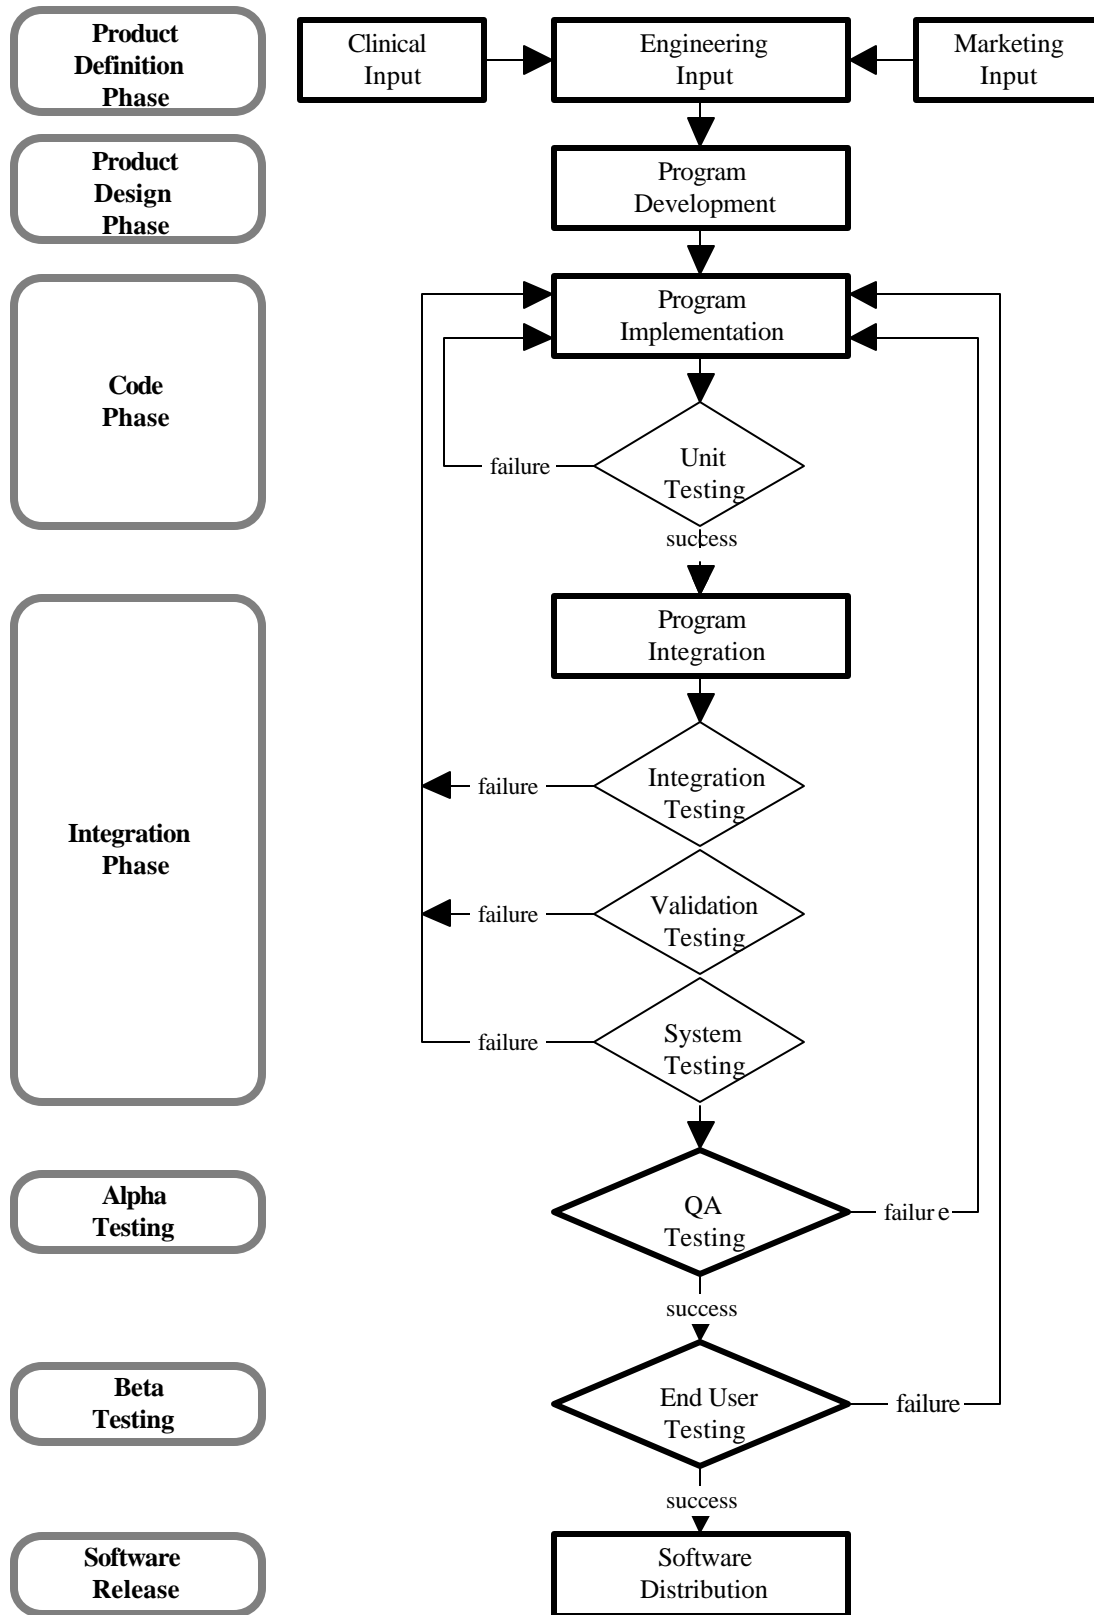 Product
Definition
Phase
Clinical
Input
Engineering
Input
Marketing
Input
Product
Design
Phase
Program
Development
Code
Phase
Program
Implementation
failure
Unit
Testing
success
Integration
Phase
Program
Integration
failure
Integration
Testing
failure
Validation
Testing
failure
System
Testing
Alpha
Testing
QA
Testing
failure
success
Beta
Testing
End User
Testing
failure
success
Software
Release
Software
Distribution